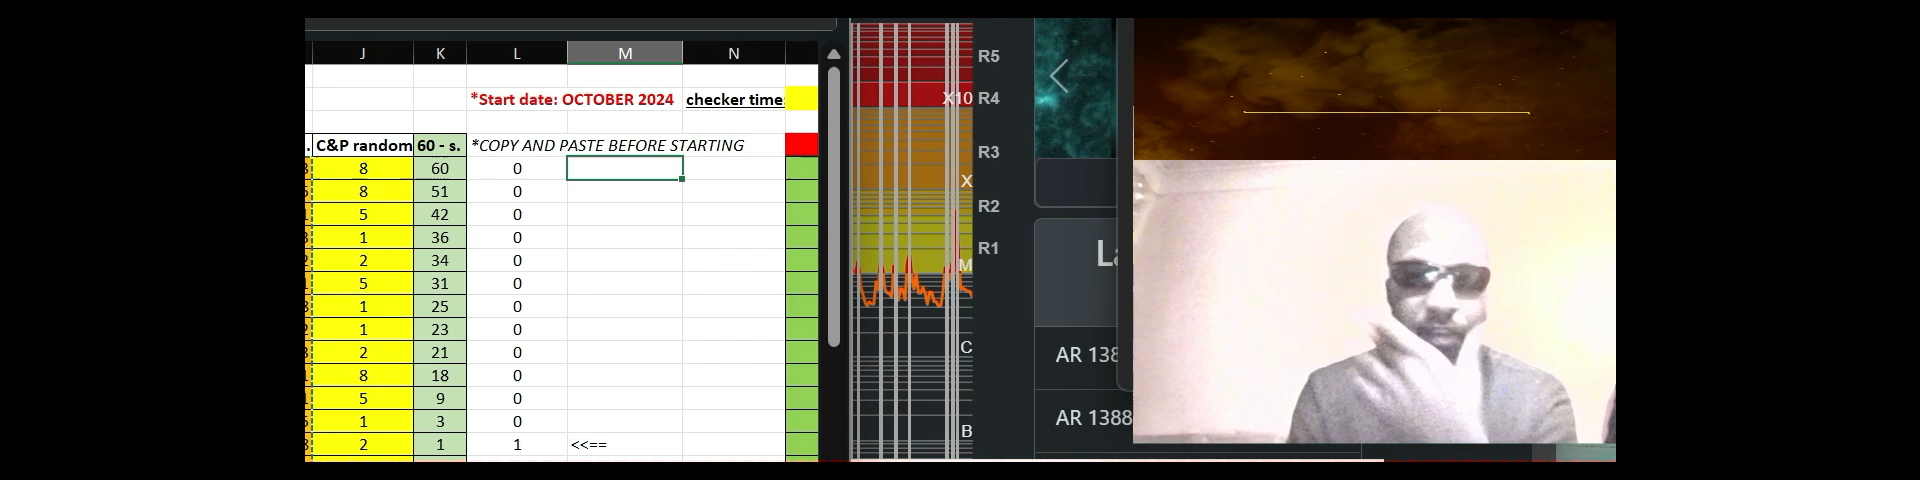 J K L M N
*Start date: OCTOBER 2024 checker time:
C&P random 60 - s. *COPY AND PASTE BEFORE STARTING
8 60 0
8 51 0
5 42 0
1 36 0
2 34 0
5 31 0
1 25 0
1 23 0
2 21 0
8 18 0
5 9 0
1 3 0
2 1 1 <<==
R5
X10 R4
R3
X
R2
R1
M
C
B
AR 138
AR 1388